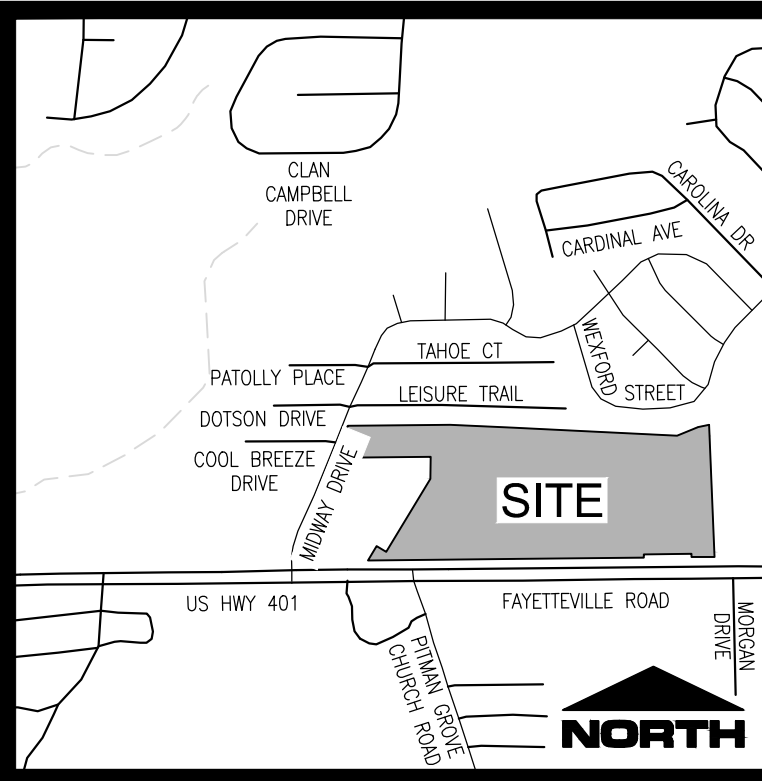 CLAN
CAMPBELL
DRIVE
CAROLINA DR
CARDINAL AVE
WEXFORD STREET
TAHOE CT
PATOLLY PLACE
LEISURE TRAIL
DOTSON DRIVE
COOL BREEZE
DRIVE
MIDWAY DRIVE
SITE
US HWY 401
FAYETTEVILLE ROAD
MORGAN
DRIVE
PITMAN GROVE
CHURCH ROAD
NORTH